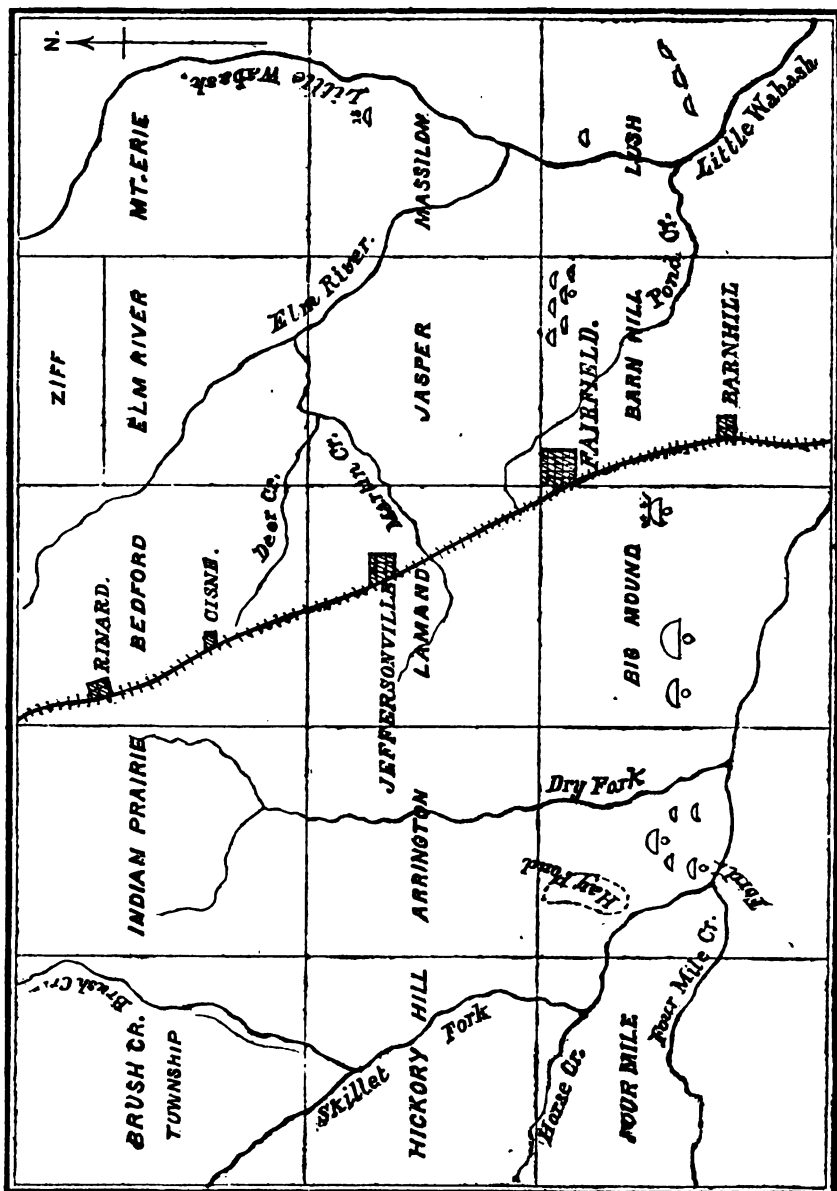 N.
Brush Cr.
BRUSH CR.
TOWNSHIP
INDIAN PRAIRIE
RINARD.
BEDFORD
CISNE.
ZIFF
ELM RIVER
MT. ERIE
Little Wabash.
Skillet
Fork
HICKORY HILL
ARRINGTON
JEFFERSONVILLE
LAMARD
Deer Cr.
Elm River.
JASPER
MASSILON.
Horse Cr.
FOUR MILE
Four Mile Cr.
Hay Pond
Dry Fork
Ford
BIG MOUND
FAIRFIELD.
BARN HILL
BARNHILL
Pond Cr.
LUSH
Little Wabash